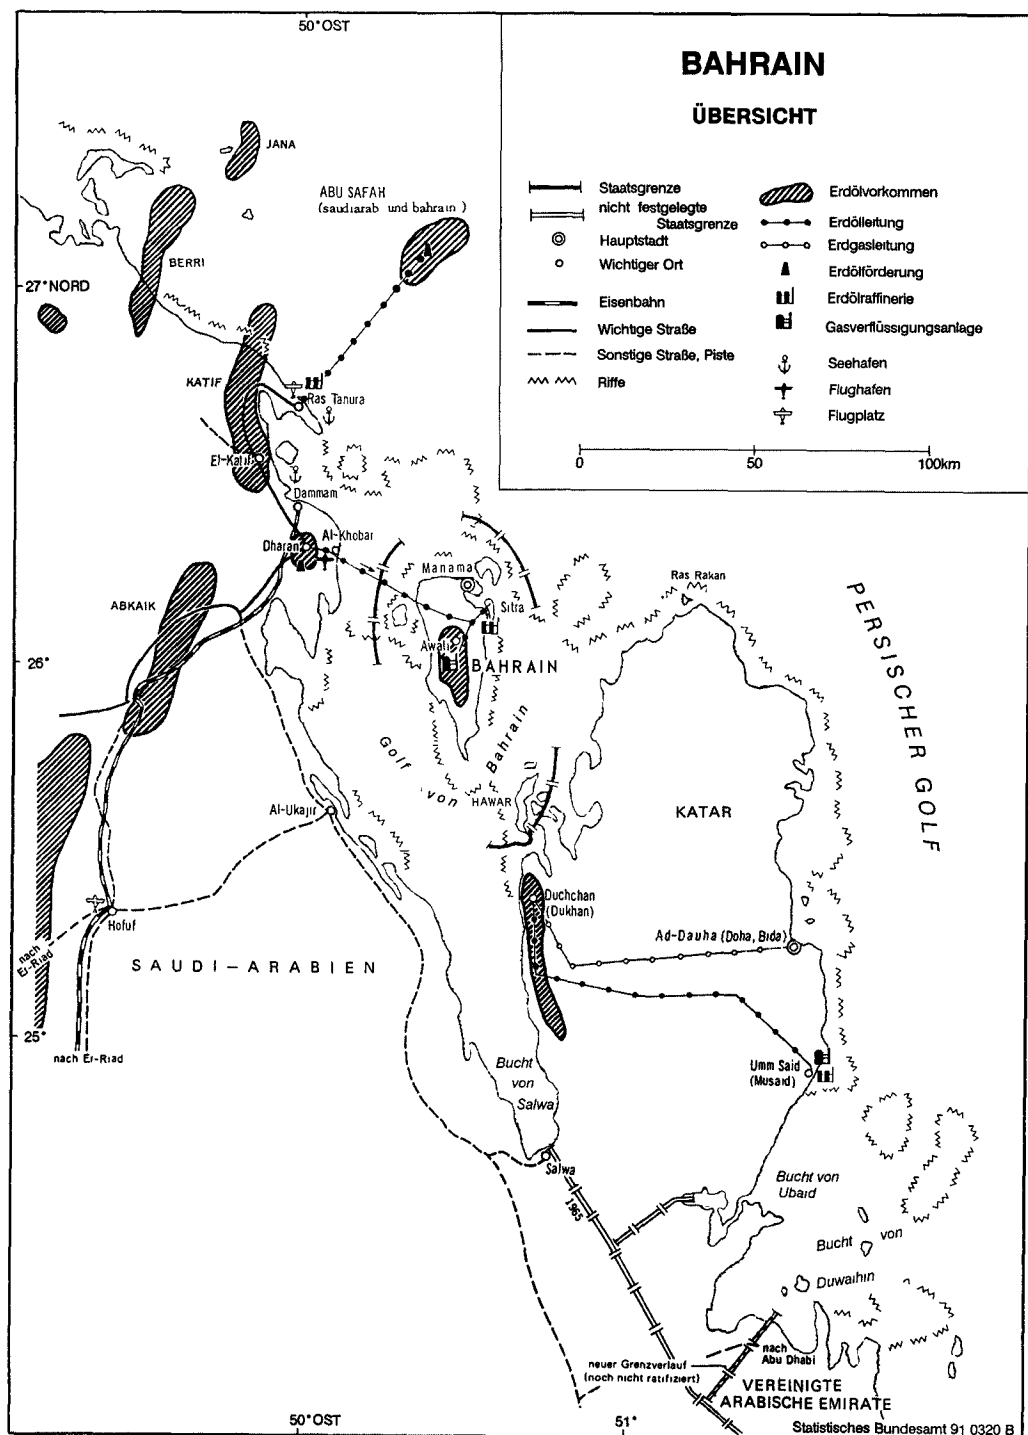 50° OST
BAHRAIN
ÜBERSICHT
Staatsgrenze
nicht festgelegte
Staatsgrenze
Hauptstadt
Wichtiger Ort
Eisenbahn
Wichtige Straße
Sonstige Straße, Piste
Riffe
Erdölvorkommen
Erdölleitung
Erdgasleitung
Erdölförderung
Erdölraffinerie
Gasverflüssigungsanlage
Seehafen
Flughafen
Flugplatz
0 50 100km
JANA
ABU SAFAH
(saudiarab und bahrain)
BERRI
27° NORD
KATIF
Ras Tanura
El-Katif
Dammam
Al-Khobar
Dharan
Manama
Sitra
Ras Rakan
ABKAIK
Awali
26°
BAHRAIN
PERSISCHER GOLF
Golf von Bahrain
HAWAR
KATAR
Al-Ukajir
Duchchan
(Dukhan)
Hofuf
nach
Er-Riad
Ad-Dauha (Doha, Bida)
SAUDI-ARABIEN
25°
nach Er-Riad
Umm Said
(Musaid)
Bucht
von
Salwa
Salwa
1965
Bucht von
Ubaid
Bucht von
Duwaihin
nach
Abu Dhabi
neuer Grenzverlauf
(noch nicht ratifiziert)
VEREINIGTE
ARABISCHE EMIRATE
50° OST
51°
Statistisches Bundesamt 91 0320 B